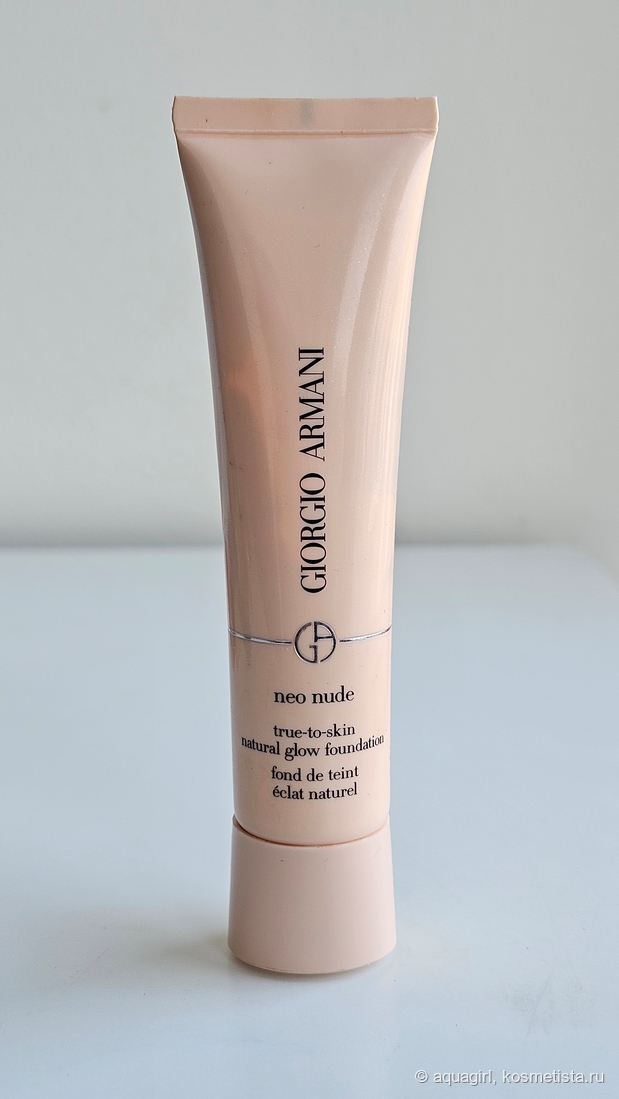 GIORGIO ARMANI
GA
neo nude
true-to-skin
natural glow foundation
fond de teint
éclat naturel
© aquagirl, kosmetista.ru